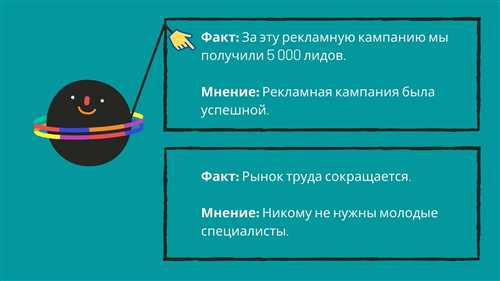 Факт: За эту рекламную кампанию мы
получили 5 000 лидов.
Мнение: Рекламная кампания была
успешной.
Факт: Рынок труда сокращается.
Мнение: Никому не нужны молодые
специалисты.